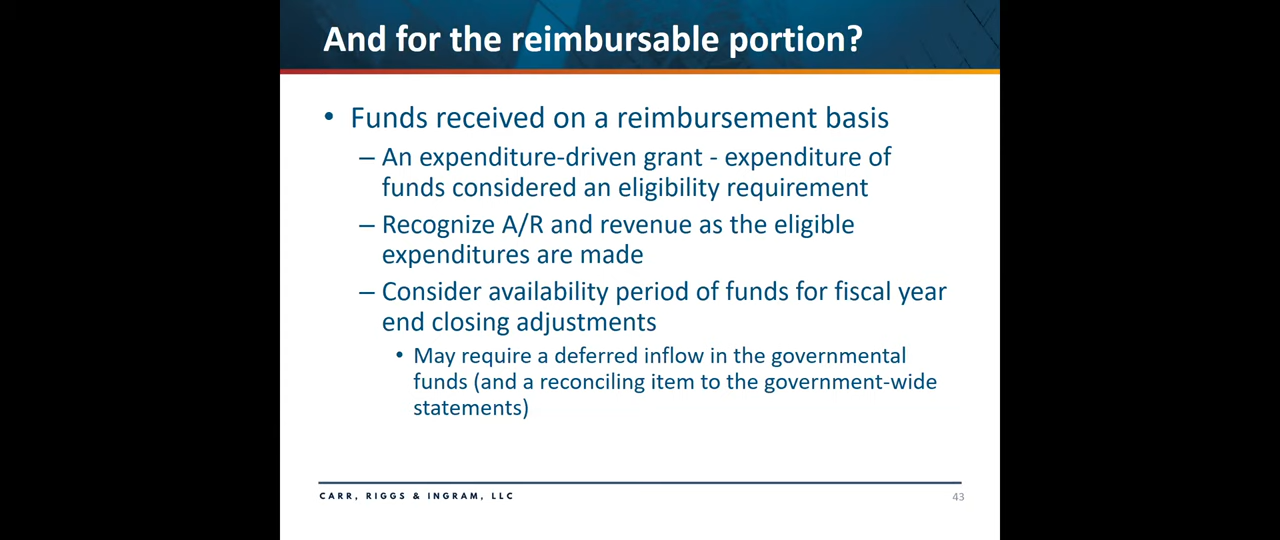 And for the reimbursable portion?
• Funds received on a reimbursement basis
– An expenditure-driven grant - expenditure of
funds considered an eligibility requirement
– Recognize A/R and revenue as the eligible
expenditures are made
– Consider availability period of funds for fiscal year
end closing adjustments
• May require a deferred inflow in the governmental
funds (and a reconciling item to the government-wide
statements)
CARR, RIGGS & INGRAM, LLC
43